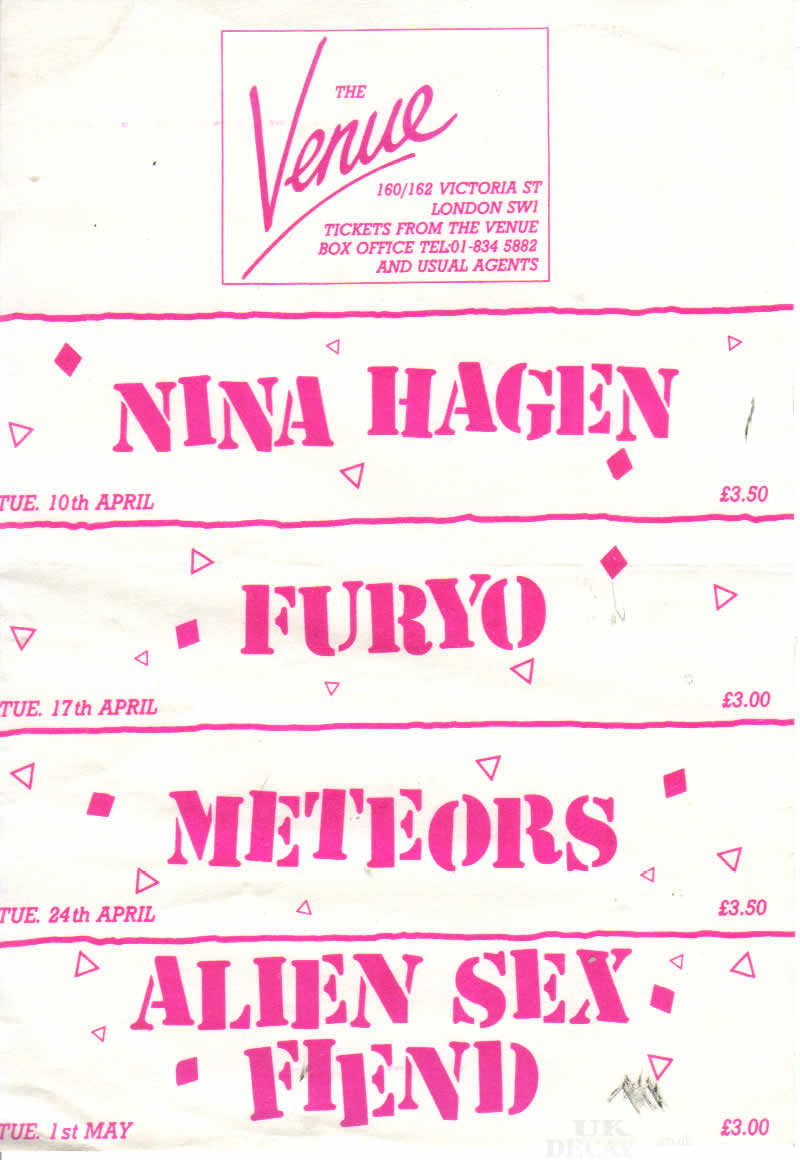 THE
Venue
160/162 VICTORIA ST
LONDON SW1
TICKETS FROM THE VENUE
BOX OFFICE TEL:01-834 5882
AND USUAL AGENTS
NINA HAGEN
TUE. 10th APRIL £3.50
FURYO
TUE. 17th APRIL £3.00
METEORS
TUE. 24th APRIL £3.50
ALIEN SEX
FIEND
TUE. 1st MAY £3.00
UK
DECAY .co.uk